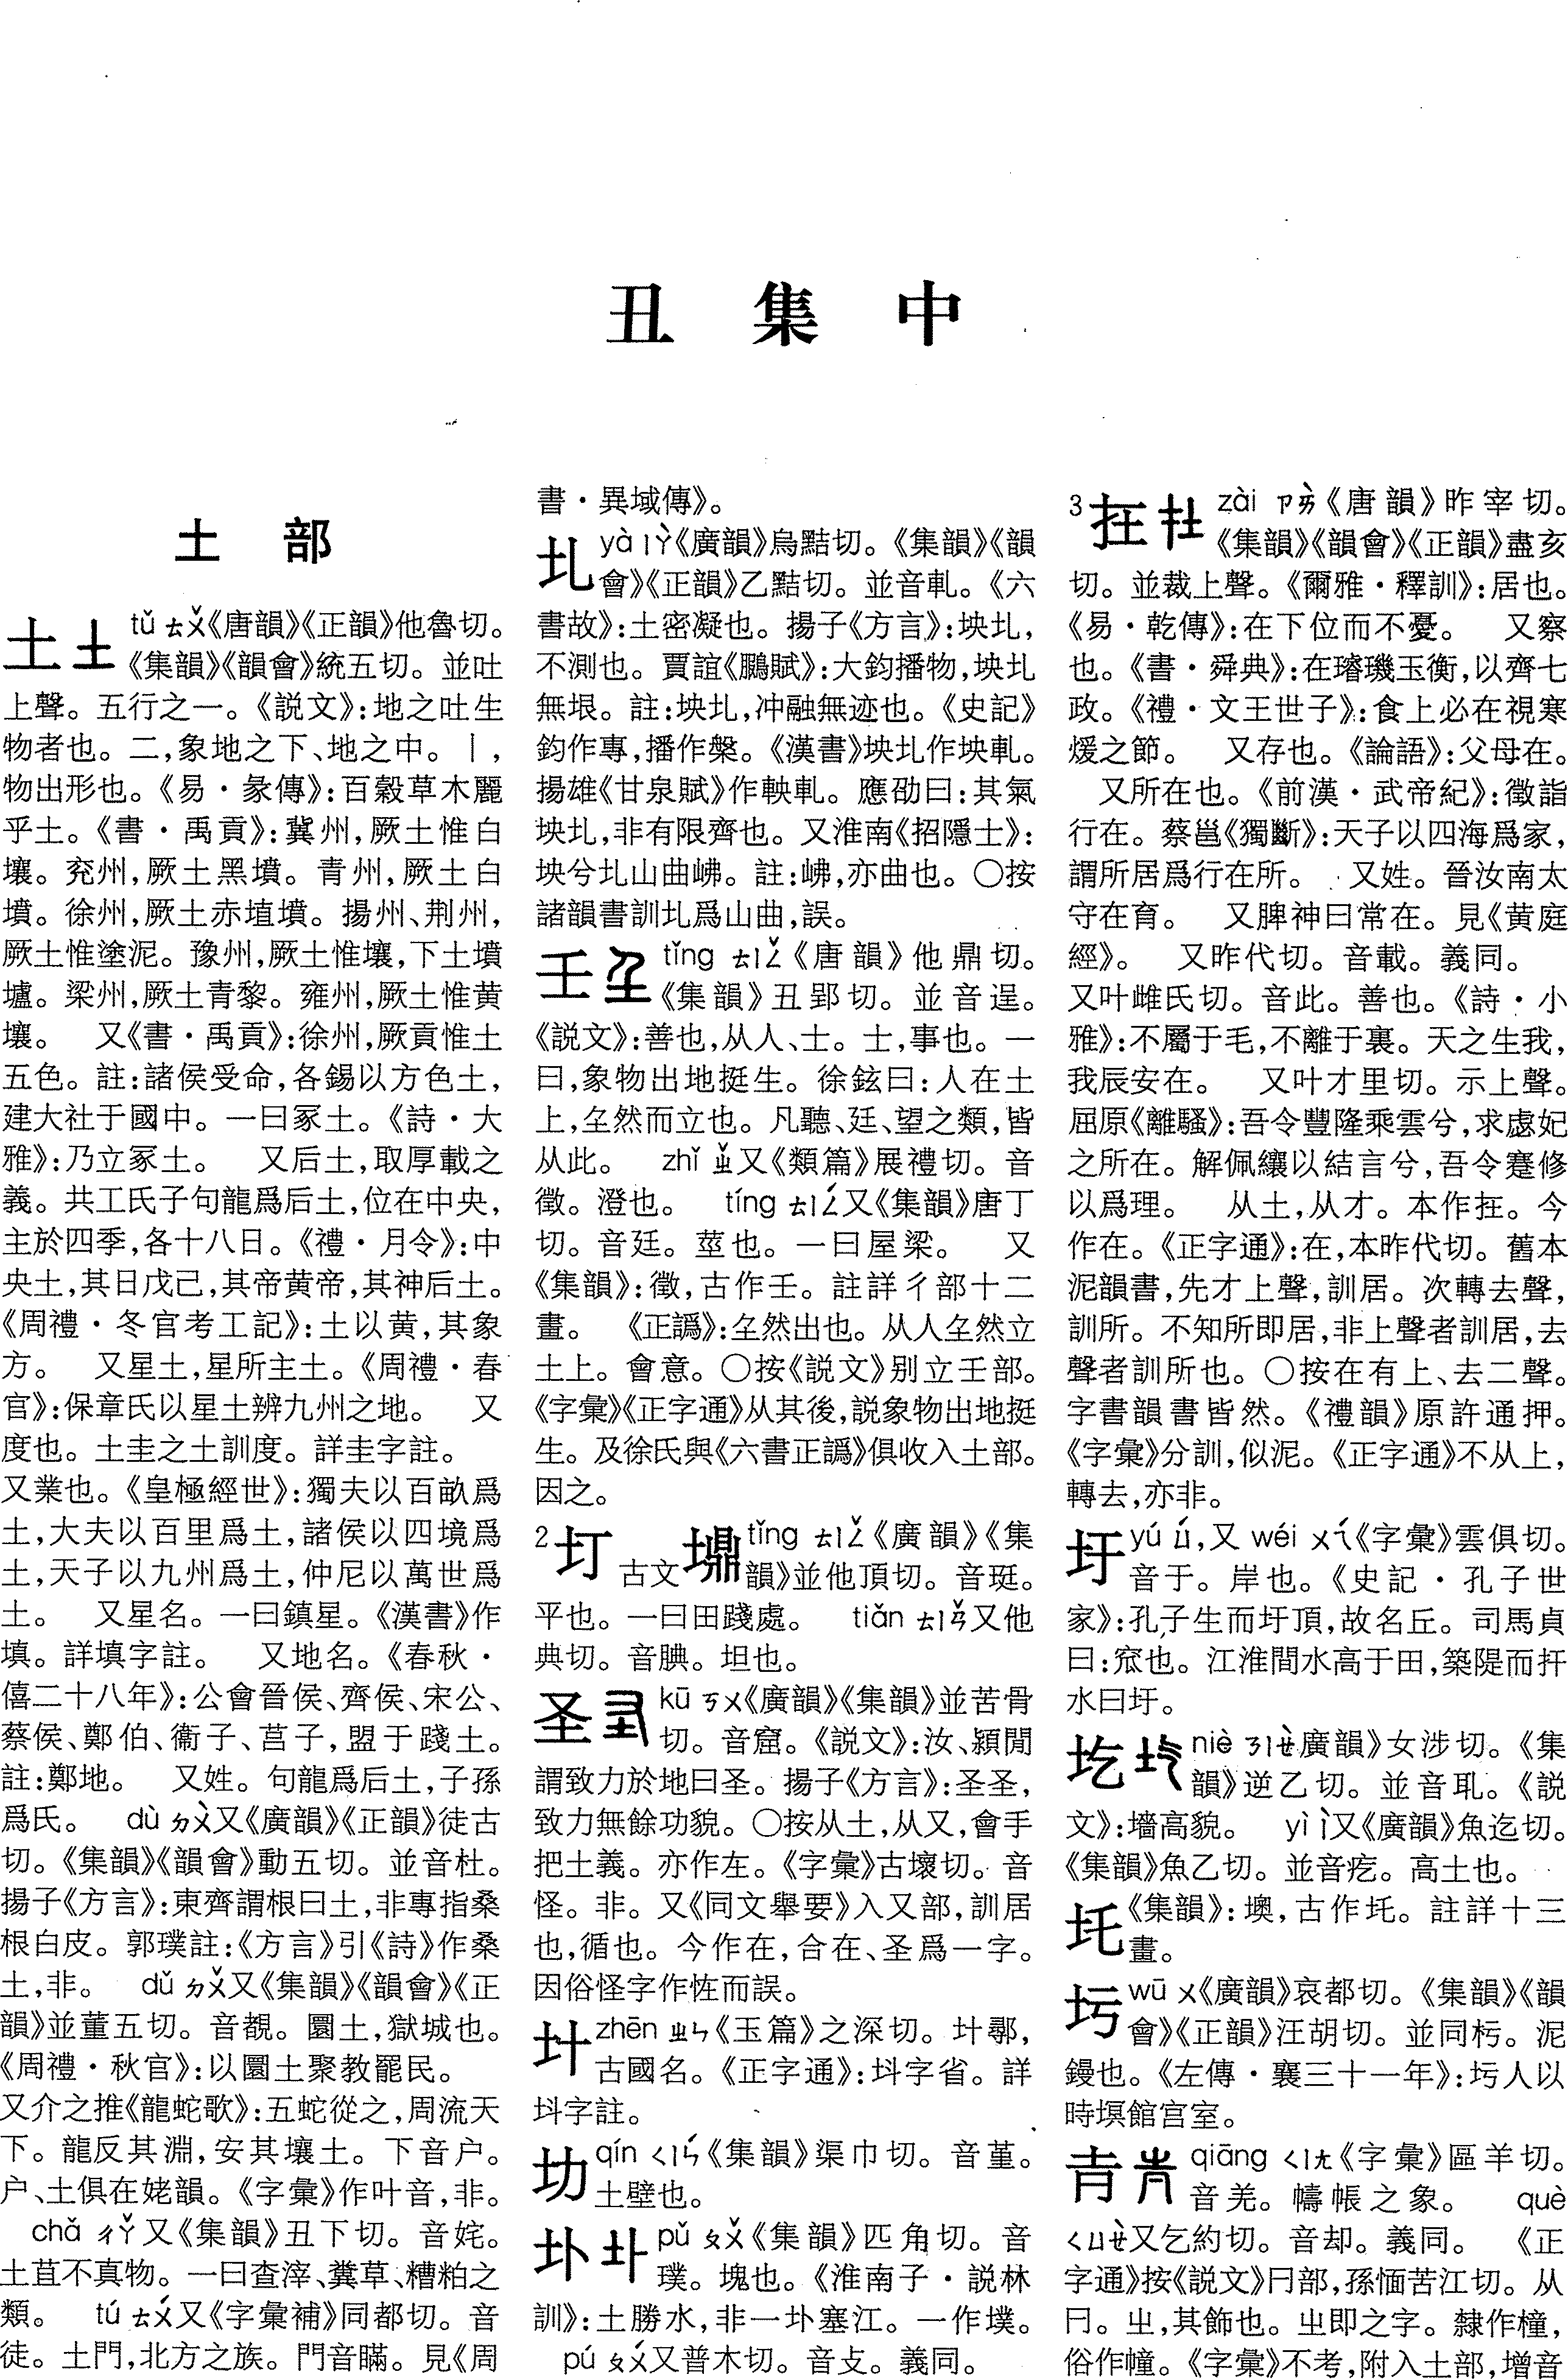 丑集中
土部
土 tǔ ㄊㄨˇ《唐韻》《正韻》他魯切。
《集韻》《韻會》統五切。並吐
上聲。五行之一。《説文》：地之吐生
物者也。二，象地之下、地之中。丨，
物出形也。《易·彖傳》：百穀草木麗
乎土。《書·禹貢》：冀州，厥土惟白
壤。兖州，厥土黑墳。青州，厥土白
墳。徐州，厥土赤埴墳。揚州、荆州，
厥土惟塗泥。豫州，厥土惟壤，下土墳
壚。梁州，厥土青黎。雍州，厥土惟黄
壤。　又《書·禹貢》：徐州，厥貢惟土
五色。註：諸侯受命，各錫以方色土，
建大社于國中。一曰冢土。《詩·大
雅》：乃立冢土。　又后土，取厚載之
義。共工氏子句龍爲后土，位在中央，
主於四季，各十八日。《禮·月令》：中
央土，其日戊己，其帝黄帝，其神后土。
《周禮·冬官考工記》：土以黄，其象
方。　又星土，星所主土。《周禮·春
官》：保章氏以星土辨九州之地。　又
度也。土圭之土訓度。詳圭字註。
又業也。《皇極經世》：獨夫以百畝爲
土，大夫以百里爲土，諸侯以四境爲
土，天子以九州爲土，仲尼以萬世爲
土。　又星名。一曰鎮星。《漢書》作
填。詳填字註。　又地名。《春秋·
僖二十八年》：公會晉侯、齊侯、宋公、
蔡侯、鄭伯、衞子、莒子，盟于踐土。
註：鄭地。　又姓。句龍爲后土，子孫
爲氏。　dù ㄉㄨˋ又《廣韻》《正韻》徒古
切。《集韻》《韻會》動五切。並音杜。
揚子《方言》：東齊謂根曰土，非專指桑
根白皮。郭璞註：《方言》引《詩》作桑
土，非。　dǔ ㄉㄨˇ又《集韻》《韻會》《正
韻》並董五切。音覩。圜土，獄城也。
《周禮·秋官》：以圜土聚教罷民。
又介之推《龍蛇歌》：五蛇從之，周流天
下。龍反其淵，安其壤土。下音户。
户、土俱在姥韻。《字彙》作叶音，非。
chǎ ㄔㄚˇ又《集韻》丑下切。音姹。
土苴不真物。一曰查滓、糞草、糟粕之
類。　tú ㄊㄨˊ又《字彙補》同都切。音
徒。土門，北方之族。門音瞞。見《周
書·異域傳》。
圠 yà ㄧㄚˋ《廣韻》烏黠切。《集韻》《韻
會》《正韻》乙黠切。並音軋。《六
書故》：土密凝也。揚子《方言》：坱圠，
不測也。賈誼《鵩賦》：大鈞播物，坱圠
無垠。註：坱圠，冲融無迹也。《史記》
鈞作專，播作槃。《漢書》坱圠作坱軋。
揚雄《甘泉賦》作軮軋。應劭曰：其氣
坱圠，非有限齊也。又淮南《招隱士》：
坱兮圠山曲岪。註：岪，亦曲也。〇按
諸韻書訓圠爲山曲，誤。
𡈼 tǐng ㄊㄧㄥˇ《唐韻》他鼎切。
《集韻》丑郢切。並音逞。
《説文》：善也，从人、士。士，事也。一
曰，象物出地挺生。徐鉉曰：人在土
上，𡈼然而立也。凡聽、廷、望之類，皆
从此。　zhǐ ㄓˇ又《類篇》展禮切。音
徵。澄也。　tíng ㄊㄧㄥˊ又《集韻》唐丁
切。音廷。莖也。一曰屋梁。　又
《集韻》：徵，古作𡈼。註詳彳部十二
畫。　《正譌》：𡈼然出也。从人𡈼然立
土上。會意。〇按《説文》别立𡈼部。
《字彙》《正字通》从其後，説象物出地挺
生。及徐氏與《六書正譌》俱收入土部。
因之。
2 圢 古文𡓳 tǐng ㄊㄧㄥˇ《廣韻》《集
韻》並他頂切。音珽。
平也。一曰田踐處。　tiǎn ㄊㄧㄢˇ又他
典切。音腆。坦也。
圣 kū ㄎㄨ《廣韻》《集韻》並苦骨
切。音窟。《説文》：汝、潁閒
謂致力於地曰圣。揚子《方言》：圣圣，
致力無餘功貌。〇按从土，从又，會手
把土義。亦作左。《字彙》古壞切。音
怪。非。又《同文舉要》入又部，訓居
也，循也。今作在，合在、圣爲一字。
因俗怪字作恠而誤。
圤 zhēn ㄓㄣ《玉篇》之深切。圤鄩，
古國名。《正字通》：㪷字省。詳
㪷字註。
㘦 qín ㄑㄧㄣˊ《集韻》渠巾切。音堇。
土壁也。
圤 pǔ ㄆㄨˇ《集韻》匹角切。音
璞。塊也。《淮南子·説林
訓》：土勝水，非一圤塞江。一作墣。
pú ㄆㄨˊ又普木切。音攴。義同。
3 在 zài ㄗㄞˋ《唐韻》昨宰切。
《集韻》《韻會》《正韻》盡亥
切。並裁上聲。《爾雅·釋訓》：居也。
《易·乾傳》：在下位而不憂。　又察
也。《書·舜典》：在璿璣玉衡，以齊七
政。《禮·文王世子》：食上必在視寒
煖之節。　又存也。《論語》：父母在。
又所在也。《前漢·武帝紀》：徵詣
行在。蔡邕《獨斷》：天子以四海爲家，
謂所居爲行在所。　又姓。晉汝南太
守在育。　又脾神曰常在。見《黄庭
經》。　又昨代切。音載。義同。
又叶雌氏切。音此。善也。《詩·小
雅》：不屬于毛，不離于裏。天之生我，
我辰安在。　又叶才里切。示上聲。
屈原《離騷》：吾令豐隆乘雲兮，求虙妃
之所在。解佩纕以結言兮，吾令蹇修
以爲理。　从土，从才。本作𡉄。今
作在。《正字通》：在，本昨代切。舊本
泥韻書，先才上聲，訓居。次轉去聲，
訓所。不知所即居，非上聲者訓居，去
聲者訓所也。〇按在有上、去二聲。
字書韻書皆然。《禮韻》原許通押。
《字彙》分訓，似泥。《正字通》不从上，
轉去，亦非。
圩 yú ㄩˊ，又 wéi ㄨㄟˊ《字彙》雲俱切。
音于。岸也。《史記·孔子世
家》：孔子生而圩頂，故名丘。司馬貞
曰：窊也。江淮間水高于田，築隄而扞
水曰圩。
圪 niè ㄋㄧㄝˋ廣韻》女涉切。《集
韻》逆乙切。並音耴。《説
文》：墻高貌。　yì ㄧˋ又《廣韻》魚迄切。
《集韻》魚乙切。並音疙。高土也。
圫 《集韻》：墺，古作圫。註詳十三
畫。
圬 wū ㄨ《廣韻》哀都切。《集韻》《韻
會》《正韻》汪胡切。並同杇。泥
鏝也。《左傳·襄三十一年》：圬人以
時塓館宫室。
qiāng ㄑㄧㄤ《字彙》區羊切。
音羌。幬帳之象。　què
ㄑㄩㄝˋ又乞約切。音却。義同。　《正
字通》按《説文》冃部，孫愐苦江切。从
冃。㞢，其飾也。㞢即之字。隸作橦，
俗作幢。《字彙》不考，附入土部，增音